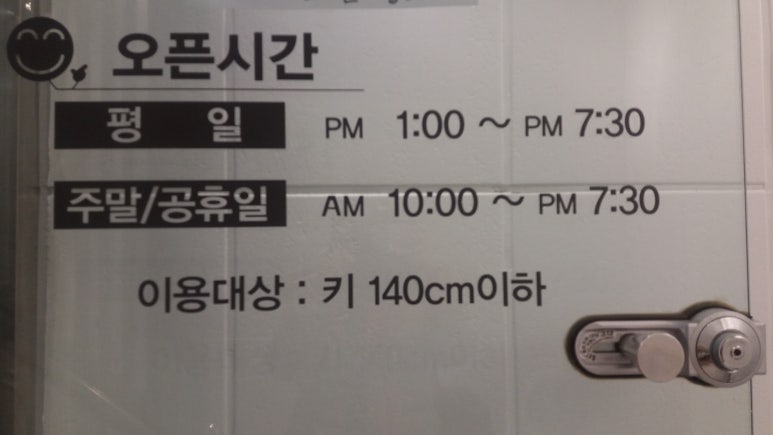 오픈시간
평 일 PM 1:00 ~ PM 7:30
주말/공휴일 AM 10:00 ~ PM 7:30
이용대상 : 키 140cm이하